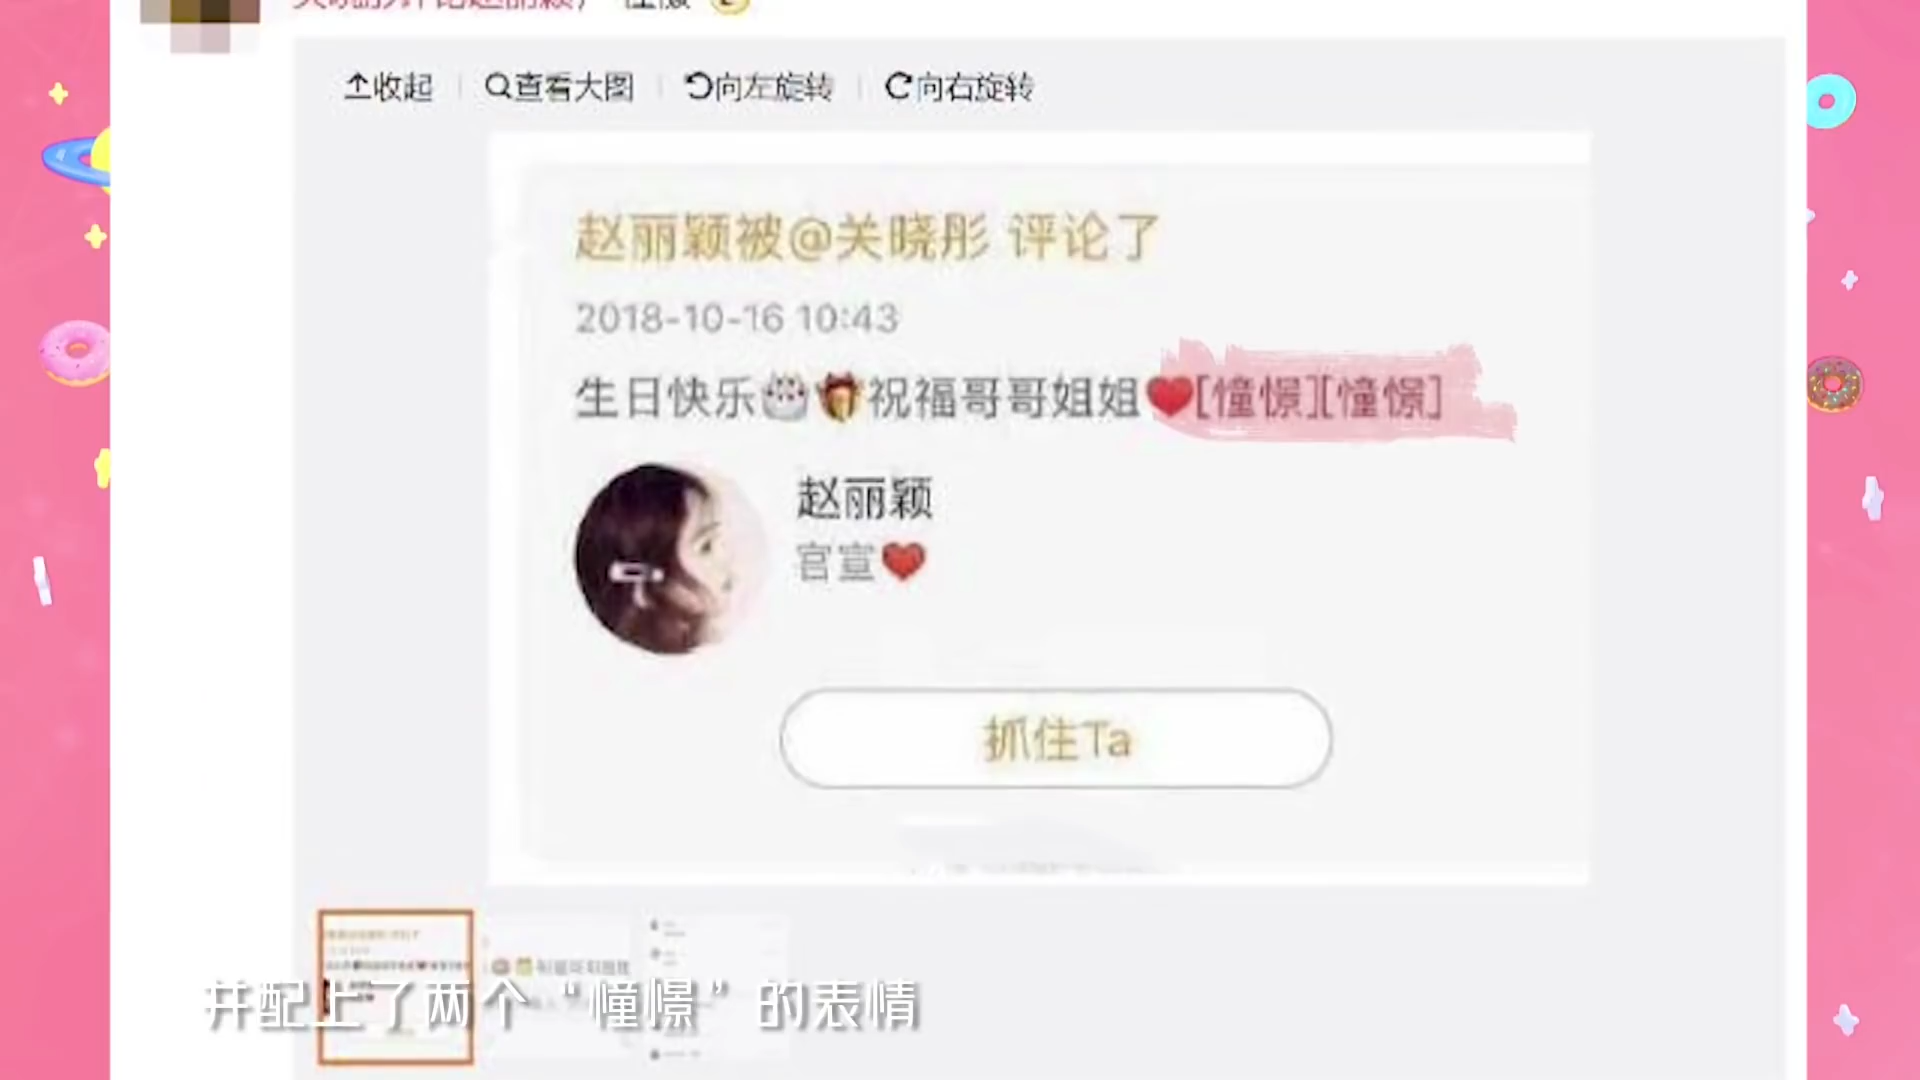 收起 查看大图 向左旋转 向右旋转
赵丽颖被@关晓彤 评论了
2018-10-16 10:43
生日快乐🎂🎁祝福哥哥姐姐❤[憧憬][憧憬]
赵丽颖
官宣❤
抓住Ta
并配上了两个“憧憬”的表情